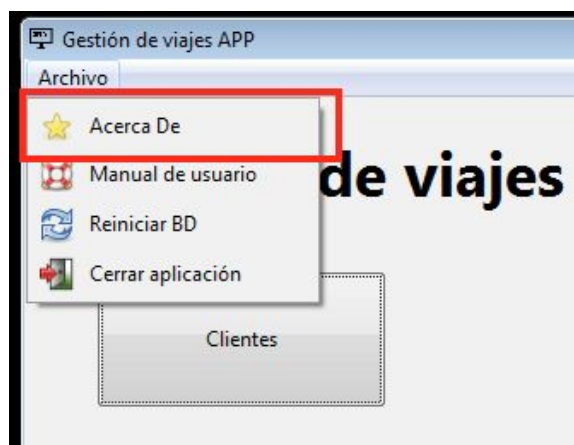 Gestión de viajes APP
Archivo
Acerca De
de viajes
Manual de usuario
Reiniciar BD
Cerrar aplicación
Clientes